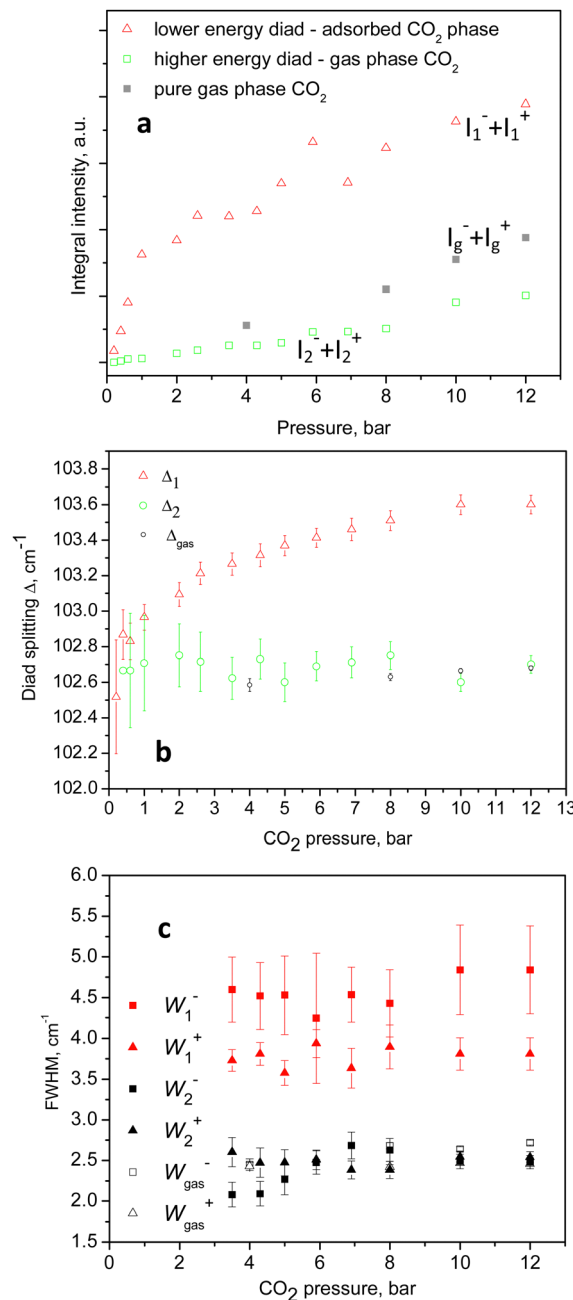 lower energy diad - adsorbed CO2 phase
higher energy diad - gas phase CO2
pure gas phase CO2
a
I1- + I1+
Ig- + Ig+
I2- + I2+
Integral intensity, a.u.
0 2 4 6 8 10 12
Pressure, bar
103.8
103.6
103.4
103.2
103.0
102.8
102.6
102.4
102.2
102.0
Δ1
Δ2
Δgas
Diad splitting Δ, cm-1
b
0 1 2 3 4 5 6 7 8 9 10 11 12 13
CO2 pressure, bar
6.0
5.5
5.0
4.5
4.0
3.5
3.0
2.5
2.0
1.5
c
W1-
W1+
W2-
W2+
Wgas-
Wgas+
FWHM, cm-1
0 2 4 6 8 10 12
CO2 pressure, bar